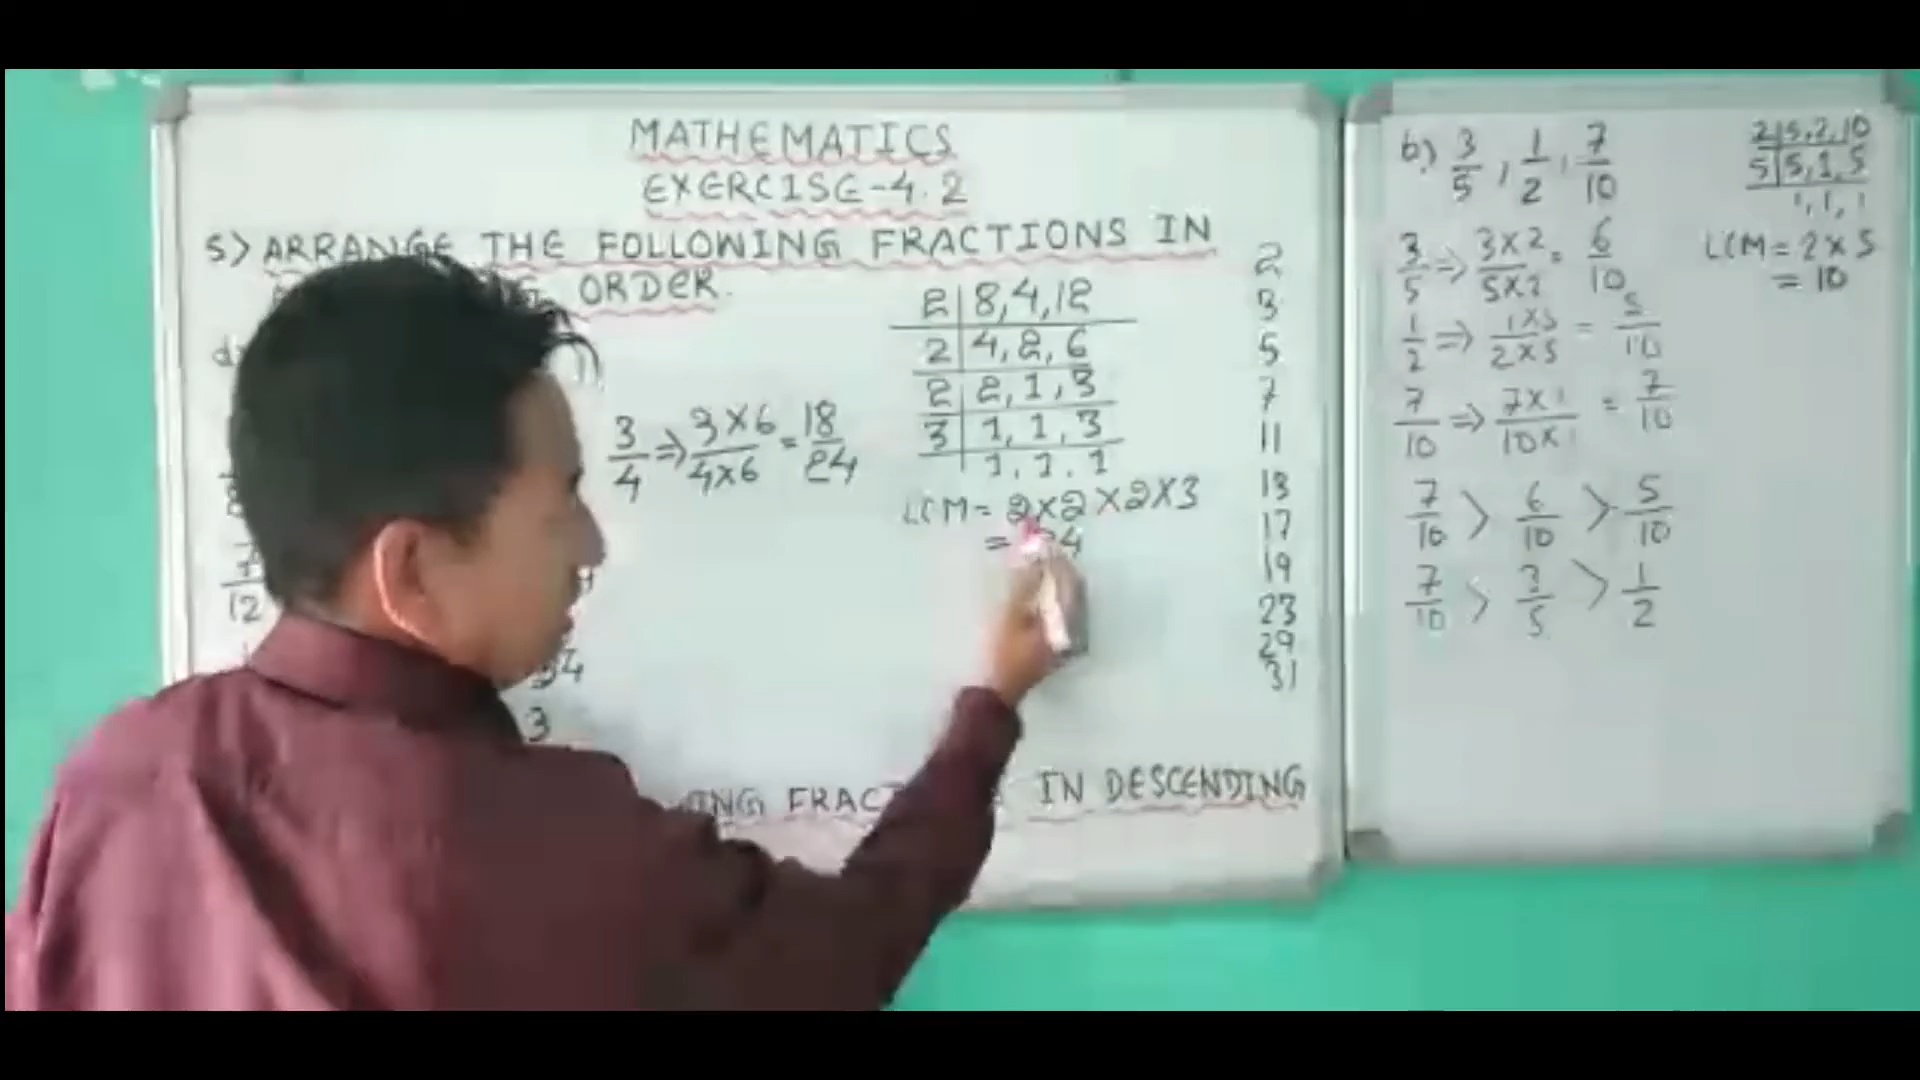 MATHEMATICS
EXERCISE-4.2
5) ARRANGE THE FOLLOWING FRACTIONS IN
ORDER.
2 | 8, 4, 12
2 | 4, 2, 6
2 | 2, 1, 3
3 | 1, 1, 3
1, 1, 1
LCM = 2×2×2×3
3/4 ⇒ 3×6/4×6 = 18/24
12
3
FRAC IN DESCENDING
2
3
5
7
11
13
17
19
23
29
31
b) 3/5, 1/2, 7/10
3/5 ⇒ 3×2/5×2 = 6/10
1/2 ⇒ 1×5/2×5 = 5/10
7/10 ⇒ 7×1/10×1 = 7/10
7/10 > 6/10 > 5/10
7/10 > 3/5 > 1/2
2 | 5, 2, 10
5 | 5, 1, 5
1, 1, 1
LCM = 2×5
= 10